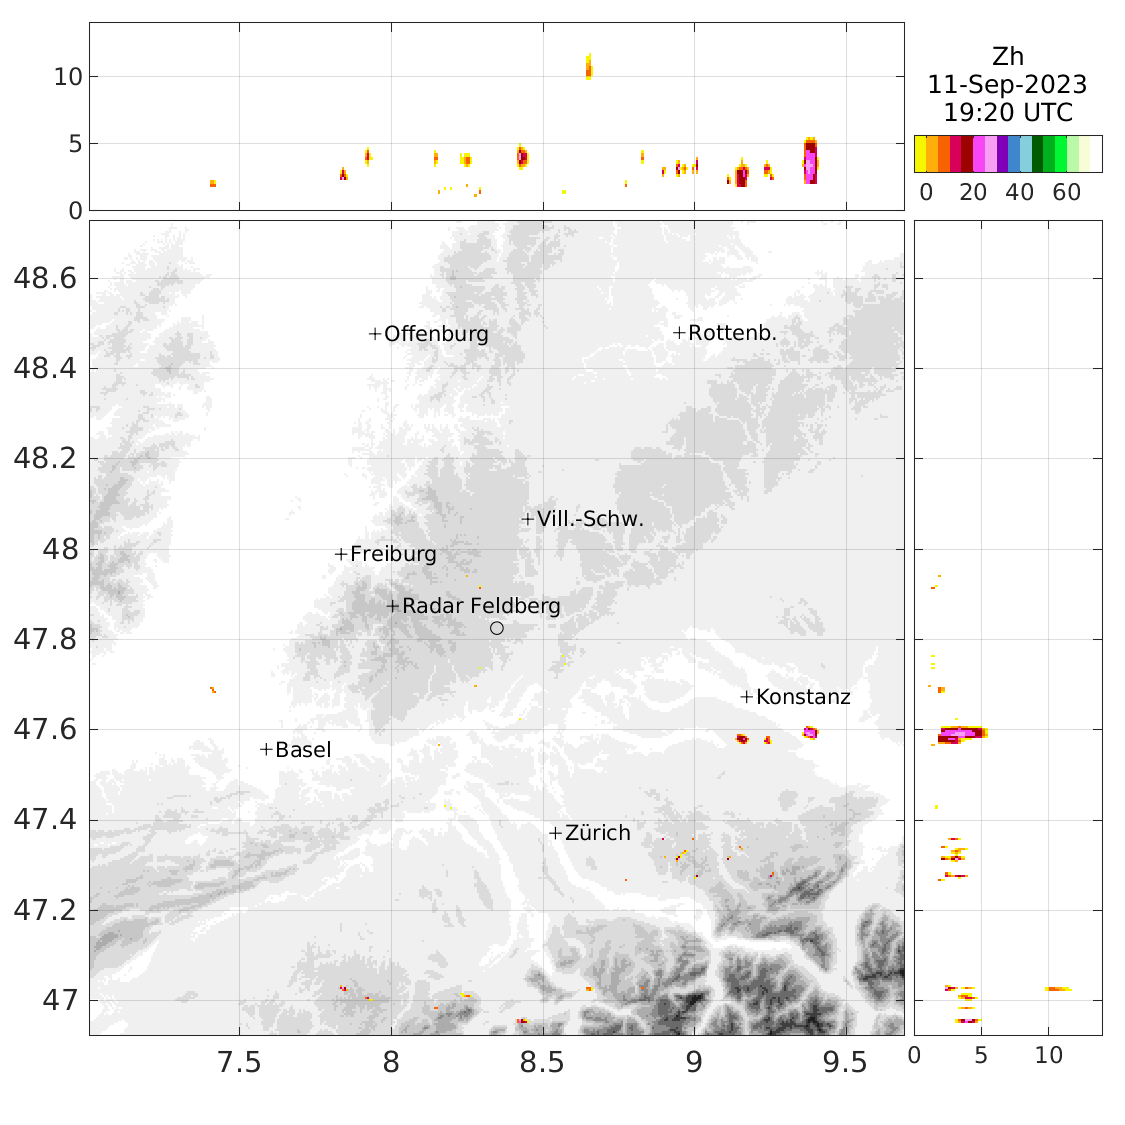 10
5
0
Zh
11-Sep-2023
19:20 UTC
0 20 40 60
48.6
48.4
48.2
48
47.8
47.6
47.4
47.2
47
Offenburg
Rottenb.
Vill.-Schw.
Freiburg
Radar Feldberg
Konstanz
Basel
Zürich
7.5 8 8.5 9 9.5
0 5 10